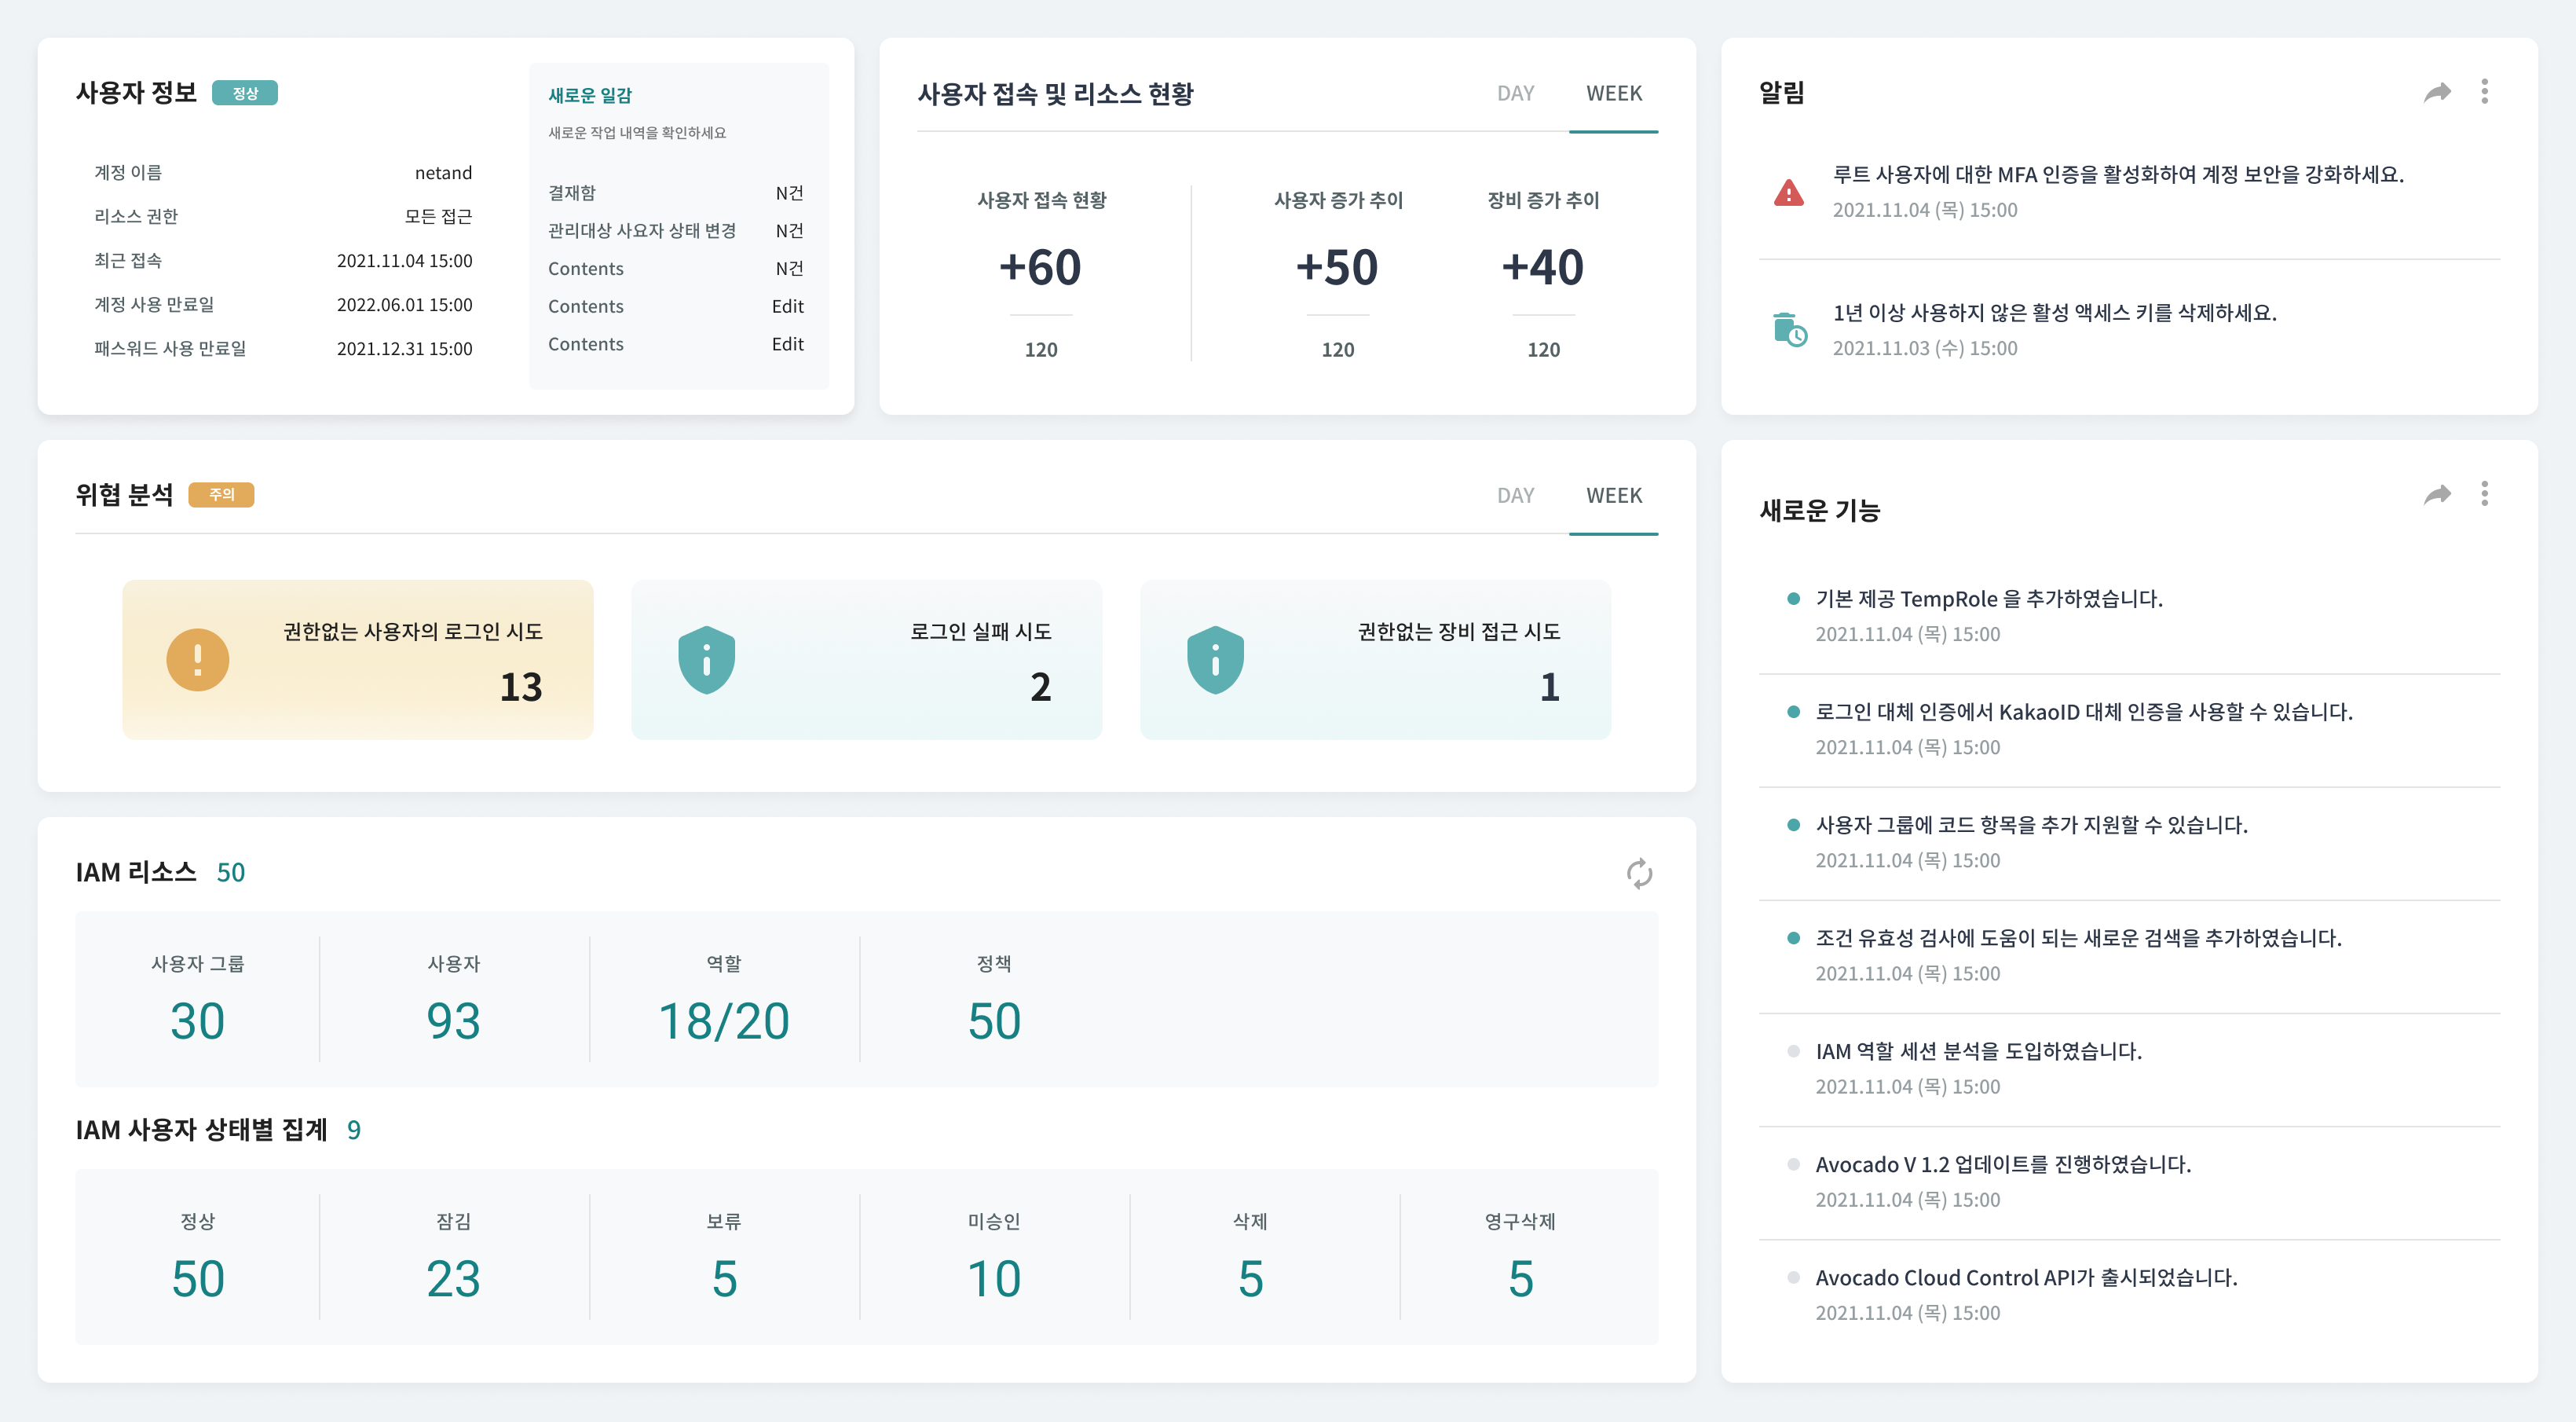 사용자 정보 정상
계정 이름 netand
리소스 권한 모든 접근
최근 접속 2021.11.04 15:00
계정 사용 만료일 2022.06.01 15:00
패스워드 사용 만료일 2021.12.31 15:00
새로운 일감
새로운 작업 내역을 확인하세요
결재함 N건
관리대상 사요자 상태 변경 N건
Contents N건
Contents Edit
Contents Edit
사용자 접속 및 리소스 현황 DAY WEEK
사용자 접속 현황 사용자 증가 추이 장비 증가 추이
+60 +50 +40
120 120 120
알림
루트 사용자에 대한 MFA 인증을 활성화하여 계정 보안을 강화하세요.
2021.11.04 (목) 15:00
1년 이상 사용하지 않은 활성 액세스 키를 삭제하세요.
2021.11.03 (수) 15:00
위협 분석 주의 DAY WEEK
권한없는 사용자의 로그인 시도
13
로그인 실패 시도
2
권한없는 장비 접근 시도
1
IAM 리소스 50
사용자 그룹 사용자 역할 정책
30 93 18/20 50
IAM 사용자 상태별 집계 9
정상 잠김 보류 미승인 삭제 영구삭제
50 23 5 10 5 5
새로운 기능
기본 제공 TempRole 을 추가하였습니다.
2021.11.04 (목) 15:00
로그인 대체 인증에서 KakaoID 대체 인증을 사용할 수 있습니다.
2021.11.04 (목) 15:00
사용자 그룹에 코드 항목을 추가 지원할 수 있습니다.
2021.11.04 (목) 15:00
조건 유효성 검사에 도움이 되는 새로운 검색을 추가하였습니다.
2021.11.04 (목) 15:00
IAM 역할 세션 분석을 도입하였습니다.
2021.11.04 (목) 15:00
Avocado V 1.2 업데이트를 진행하였습니다.
2021.11.04 (목) 15:00
Avocado Cloud Control API가 출시되었습니다.
2021.11.04 (목) 15:00